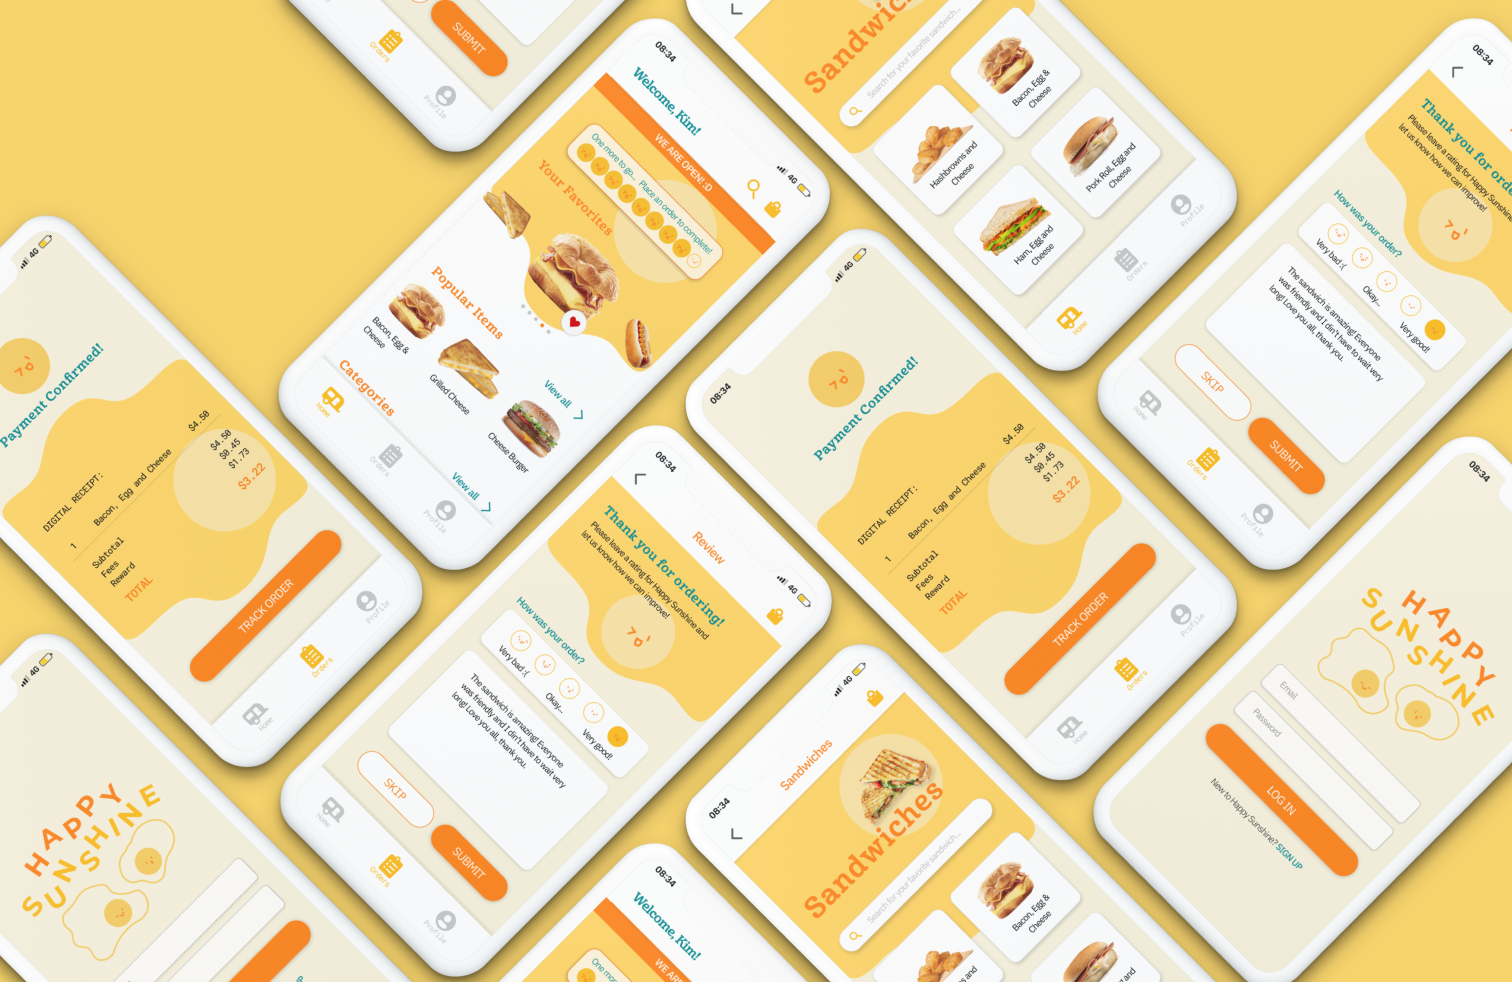 SUBMIT
Orders
Profile
08:34
4G
Welcome, Kim!
WE ARE OPEN! :D
One more to go... Place an order to complete!
Your Favorites
Popular Items
Bacon, Egg &
Cheese
Grilled Cheese
Cheese Burger
View all
Categories
View all
Home
Orders
Profile
Sandwiches
Search for your favorite sandwich...
Bacon, Egg &
Cheese
Hashbrowns and
Cheese
Pork Roll, Egg and
Cheese
Ham, Egg and
Cheese
Home
Orders
Profile
08:34
Thank you for orde
Please leave a rating for Happy Sunshine
let us know how we can improve!
How was your order?
Very bad :(
Okay...
Very good!
The sandwich is amazing! Everyone
was friendly and I din't have to wait very
long! Love you all, thank you.
SKIP
SUBMIT
Home
Orders
Profile
4G
Payment Confirmed!
DIGITAL RECEIPT:
1 Bacon, Egg and Cheese $4.50
Subtotal $4.50
Fees $0.45
Reward $1.73
TOTAL $3.22
TRACK ORDER
Home
Orders
Profile
08:34
4G
Payment Confirmed!
DIGITAL RECEIPT:
1 Bacon, Egg and Cheese $4.50
Subtotal $4.50
Fees $0.45
Reward $1.73
TOTAL $3.22
TRACK ORDER
Home
Orders
Profile
08:34
4G
Review
Thank you for ordering!
Please leave a rating for Happy Sunshine and
let us know how we can improve!
How was your order?
Very bad :(
Okay...
Very good!
The sandwich is amazing! Everyone
was friendly and I din't have to wait very
long! Love you all, thank you.
SKIP
SUBMIT
Home
Orders
Profile
08:34
HAPPY
SUNSHINE
Email
Password
LOG IN
New to Happy Sunshine? SIGN UP
4G
HAPPY
SUNSHINE
08:34
4G
Sandwiches
Sandwiches
Search for your favorite sandwich...
Bacon, Egg &
Cheese
08:34
Welcome, Kim!
WE ARE
One mo